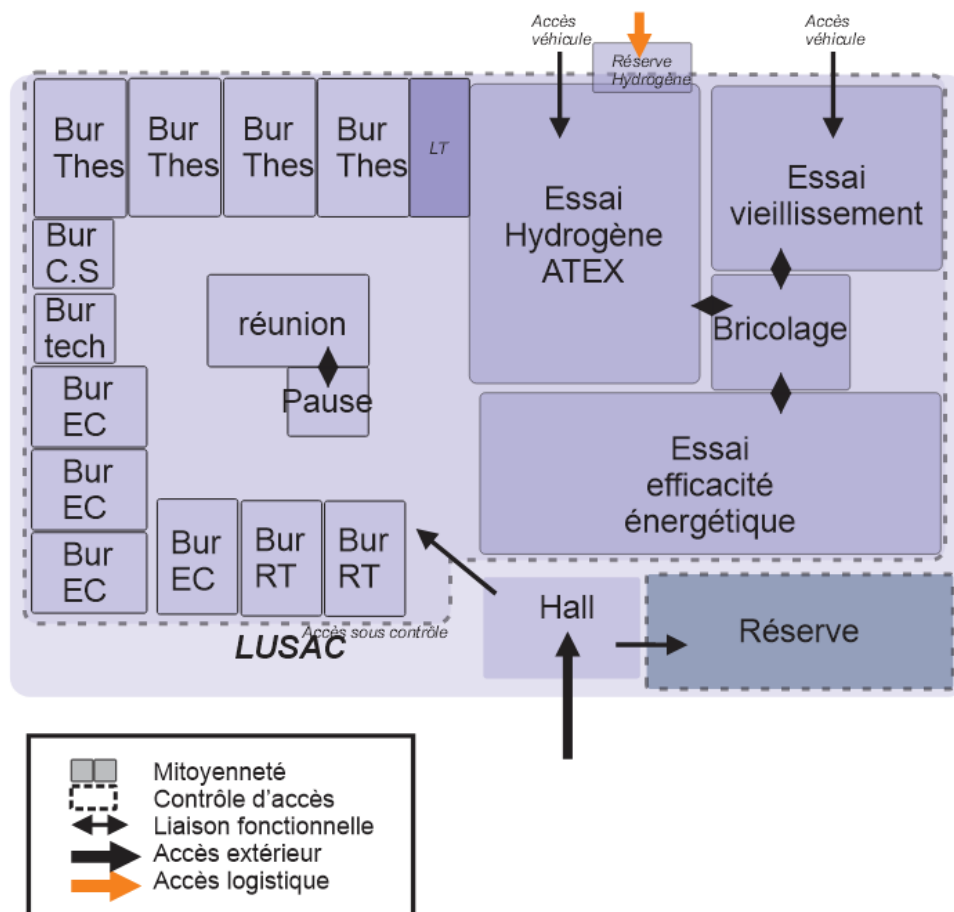 Accès
véhicule
Accès
véhicule
Réserve
Hydrogène
Bur
Thes
Bur
Thes
Bur
Thes
Bur
Thes
LT
Essai
Hydrogène
ATEX
Essai
vieillissement
Bur
C.S
Bur
tech
réunion
Bricolage
Pause
Bur
EC
Bur
EC
Bur
EC
Bur
EC
Bur
RT
Bur
RT
Essai
efficacité
énergétique
Hall
Réserve
Accès sous contrôle
LUSAC
Mitoyenneté
Contrôle d'accès
Liaison fonctionnelle
Accès extérieur
Accès logistique